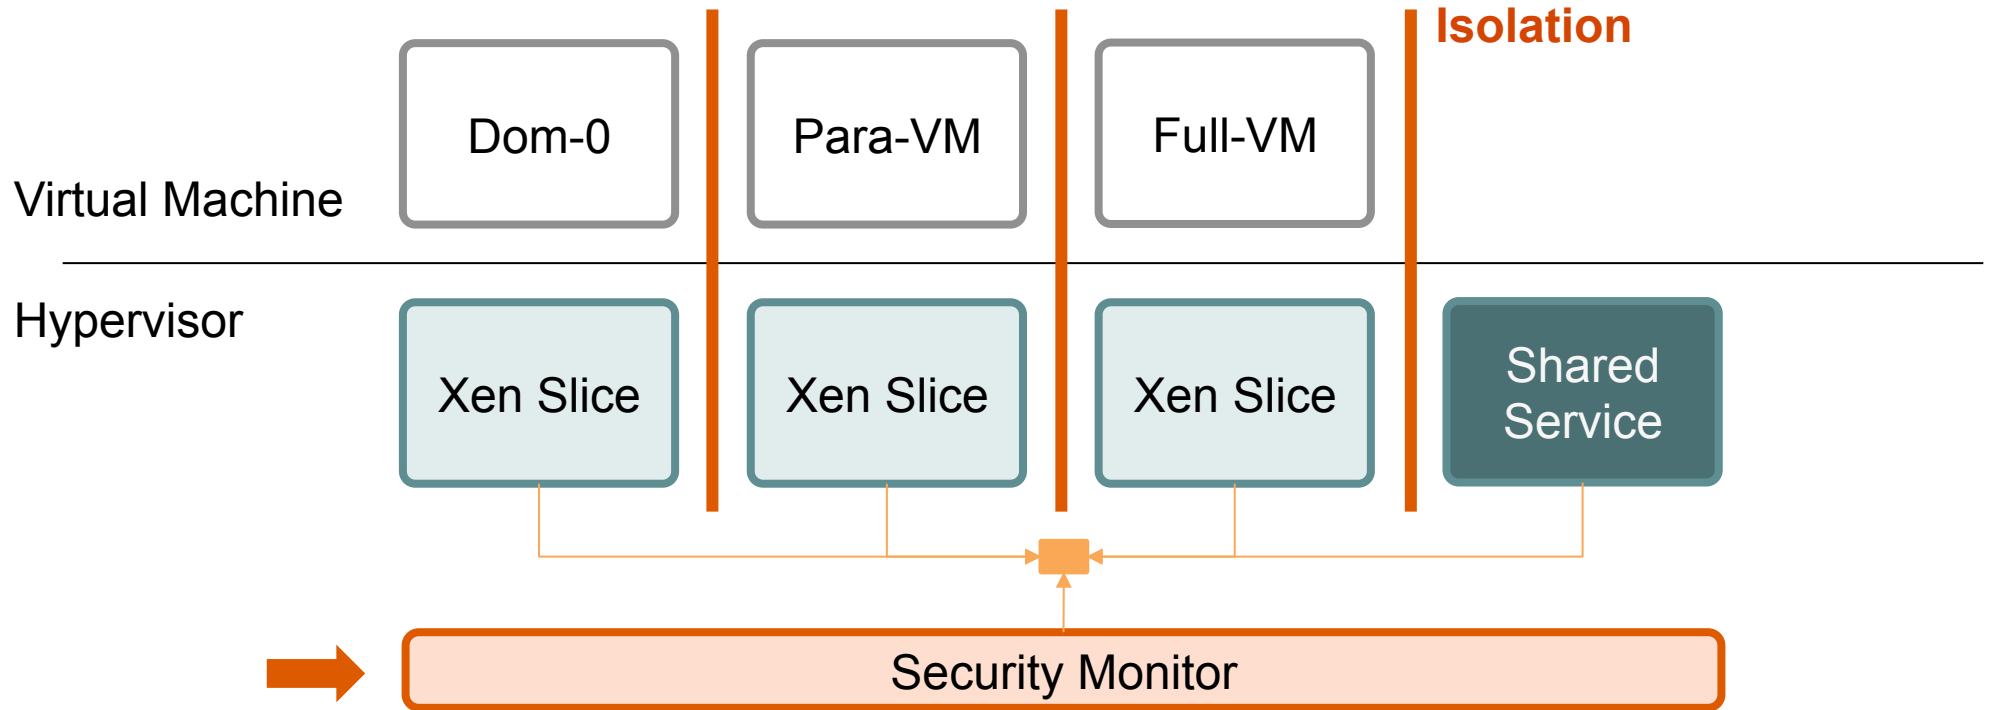 Isolation
Dom-0
Para-VM
Full-VM
Virtual Machine
Hypervisor
Xen Slice
Xen Slice
Xen Slice
Shared
Service
Security Monitor